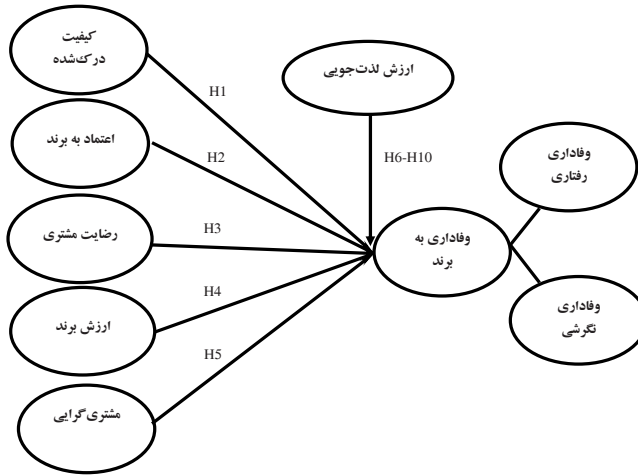 کیفیت
درک‌شده
ارزش لذت‌جویی
H1
اعتماد به برند
H2
H6-H10
وفاداری
رفتاری
رضایت مشتری
H3
وفاداری به
برند
H4
ارزش برند
وفاداری
نگرشی
H5
مشتری‌گرایی